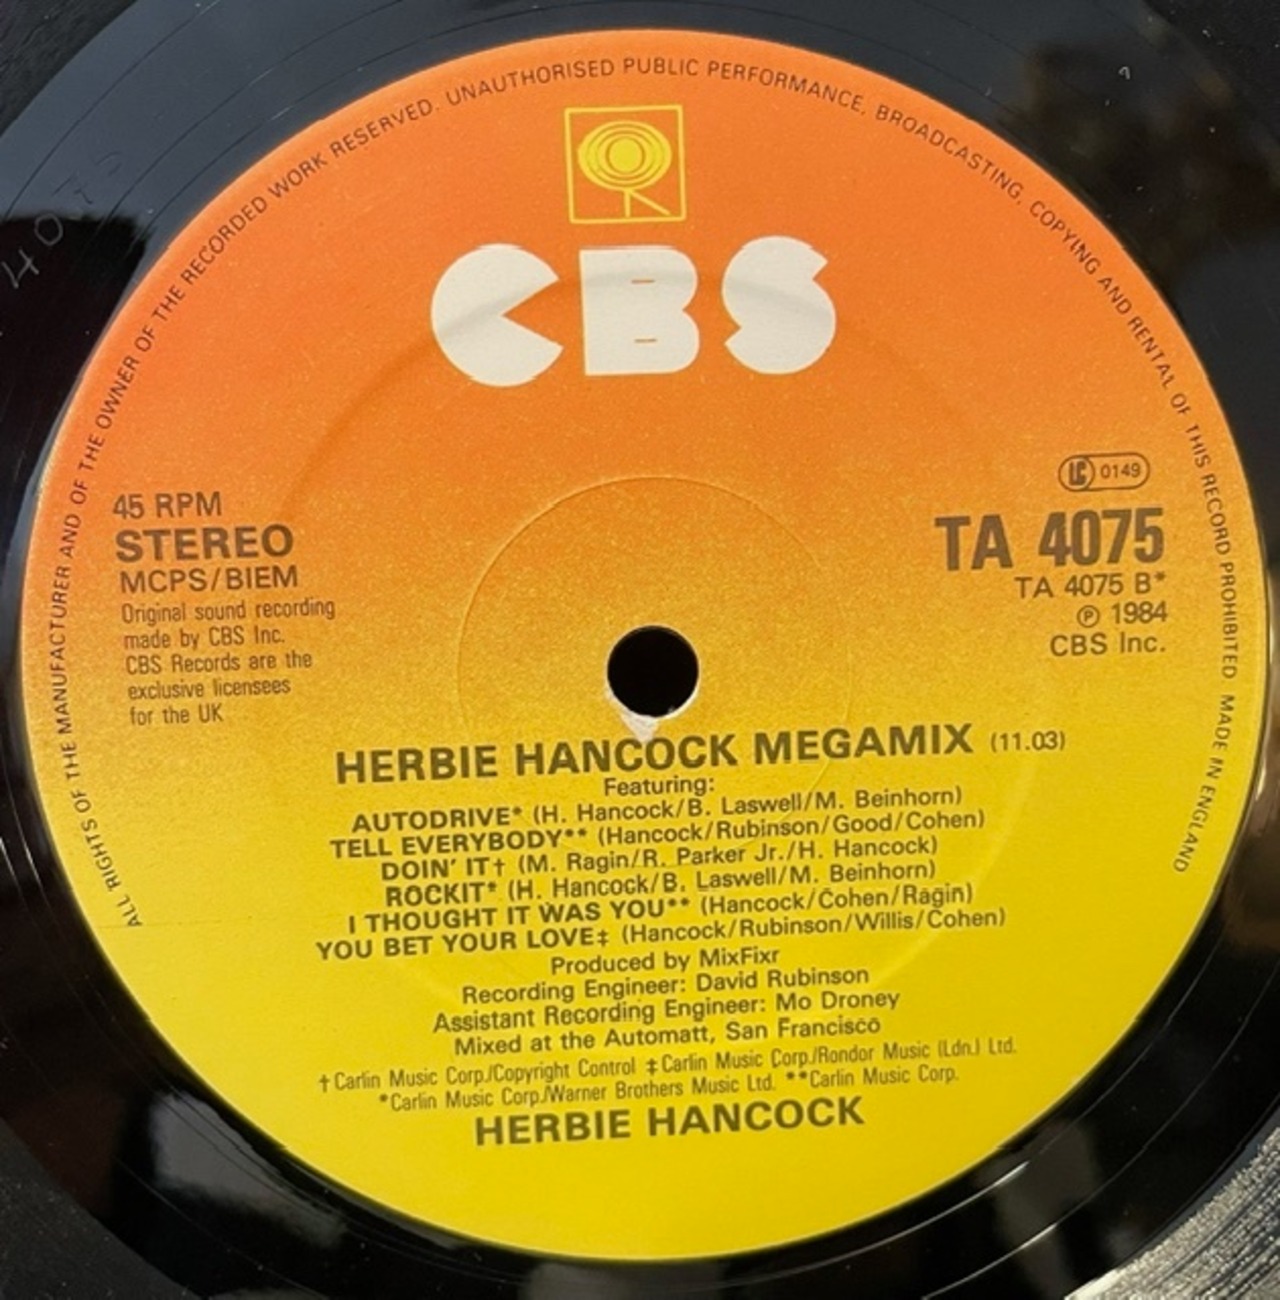 ALL RIGHTS OF THE MANUFACTURER AND OF THE OWNER OF THE RECORDED WORK RESERVED. UNAUTHORISED PUBLIC PERFORMANCE, BROADCASTING, COPYING AND RENTAL OF THIS RECORD PROHIBITED MADE IN ENGLAND
CBS
45 RPM
STEREO
MCPS/BIEM
Original sound recording
made by CBS Inc.
CBS Records are the
exclusive licensees
for the UK
LC 0149
TA 4075
TA 4075 B*
℗ 1984
CBS Inc.
HERBIE HANCOCK MEGAMIX (11.03)
Featuring:
AUTODRIVE* (H. Hancock/B. Laswell/M. Beinhorn)
TELL EVERYBODY** (Hancock/Rubinson/Good/Cohen)
DOIN' IT† (M. Ragin/R. Parker Jr./H. Hancock)
ROCKIT* (H. Hancock/B. Laswell/M. Beinhorn)
I THOUGHT IT WAS YOU** (Hancock/Cohen/Ragin)
YOU BET YOUR LOVE‡ (Hancock/Rubinson/Willis/Cohen)
Produced by MixFixr
Recording Engineer: David Rubinson
Assistant Recording Engineer: Mo Droney
Mixed at the Automatt, San Francisco
†Carlin Music Corp./Copyright Control ‡Carlin Music Corp./Rondor Music (Ldn.) Ltd.
*Carlin Music Corp./Warner Brothers Music Ltd. **Carlin Music Corp.
HERBIE HANCOCK